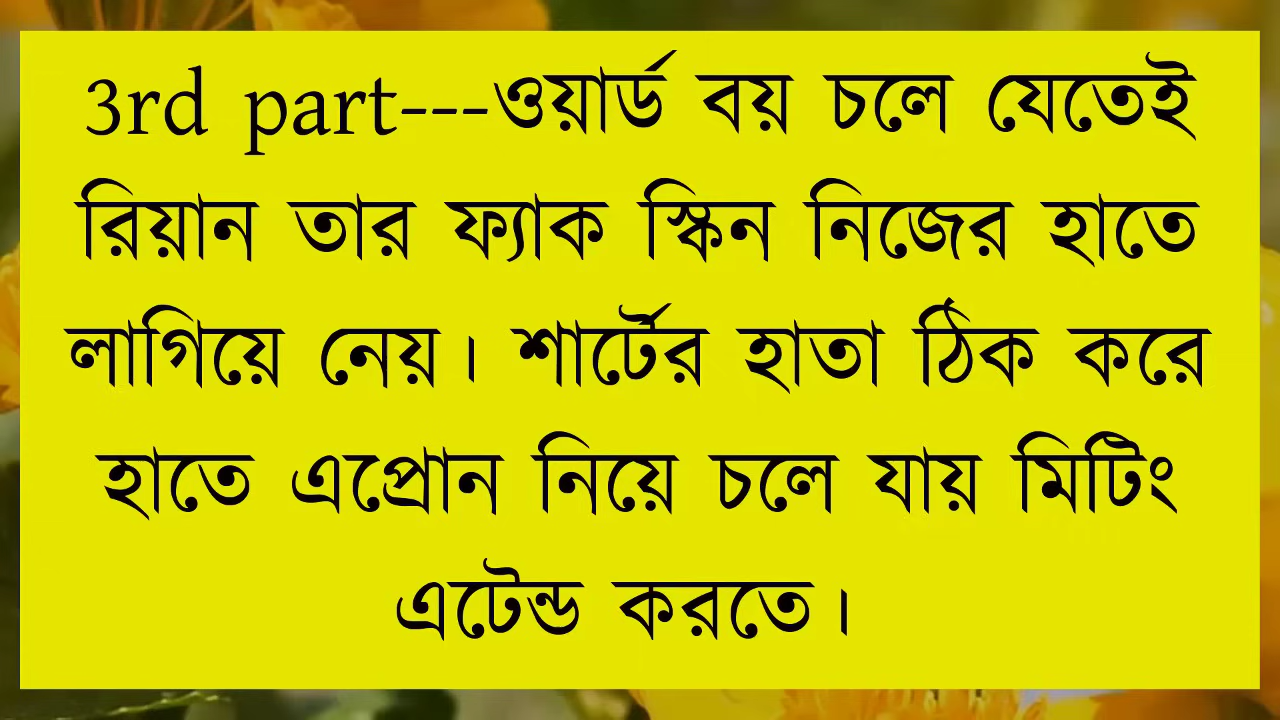 3rd part---ওয়ার্ড বয় চলে যেতেই
রিয়ান তার ফ্যাক স্কিন নিজের হাতে
লাগিয়ে নেয়। শার্টের হাতা ঠিক করে
হাতে এপ্রোন নিয়ে চলে যায় মিটিং
এটেন্ড করতে।